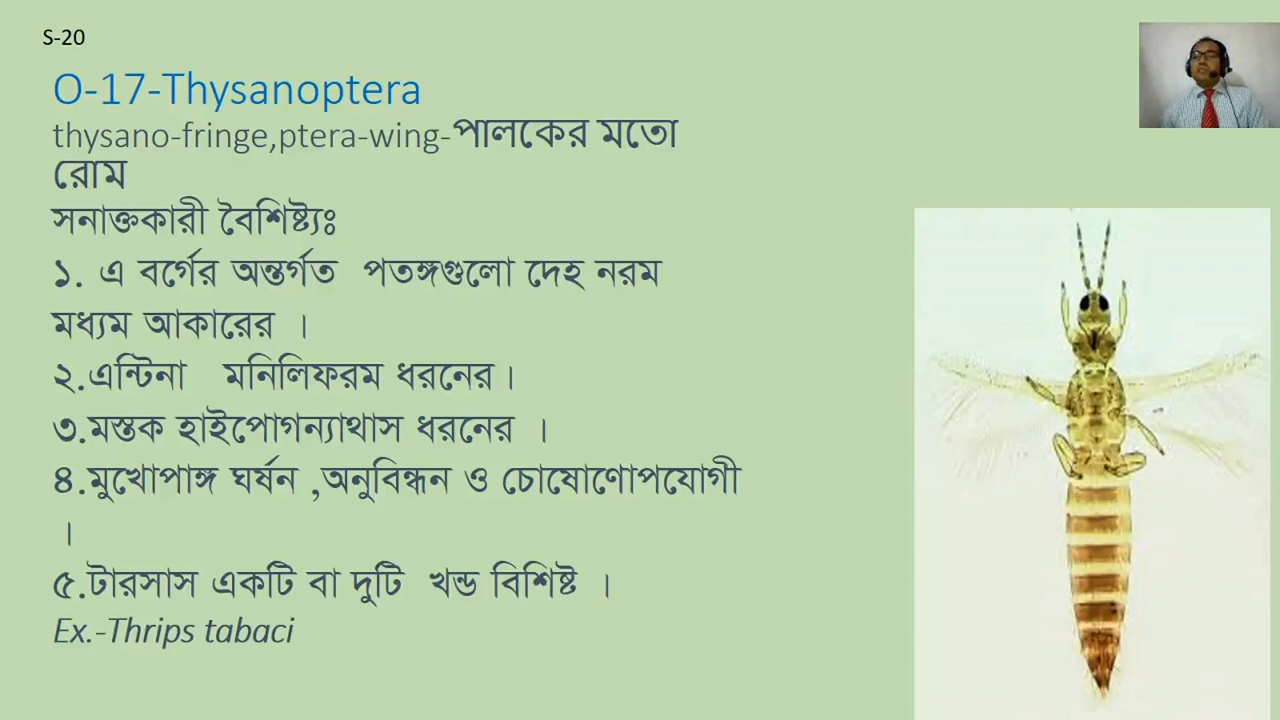 S-20
O-17-Thysanoptera
thysano-fringe,ptera-wing-পালকের মতো
রোম
সনাক্তকারী বৈশিষ্ট্যঃ
১. এ বর্গের অন্তর্গত পতঙ্গগুলো দেহ নরম
মধ্যম আকারের ।
২.এন্টিনা মনিলিফরম ধরনের।
৩.মস্তক হাইপোগন্যাথাস ধরনের ।
৪.মুখোপাঙ্গ ঘর্ষন ,অনুবিন্ধন ও চোষোণোপযোগী
।
৫.টারসাস একটি বা দুটি খন্ড বিশিষ্ট ।
Ex.-Thrips tabaci